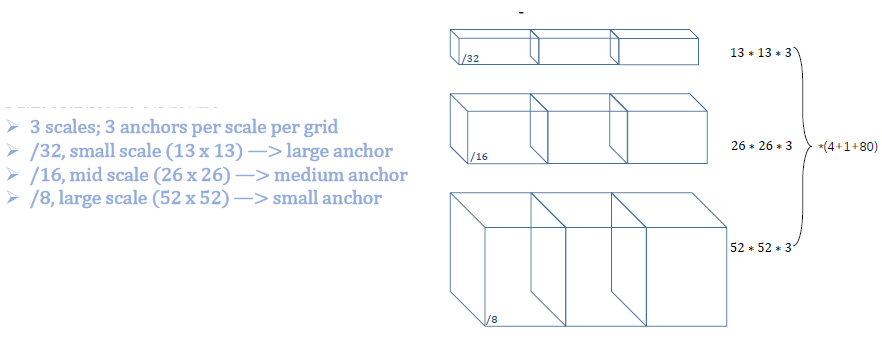 ➢ 3 scales; 3 anchors per scale per grid
➢ /32, small scale (13 x 13) —> large anchor
➢ /16, mid scale (26 x 26) —> medium anchor
➢ /8, large scale (52 x 52) —> small anchor
-
/32
13 * 13 * 3
/16
26 * 26 * 3
*(4+1+80)
52 * 52 * 3
/8